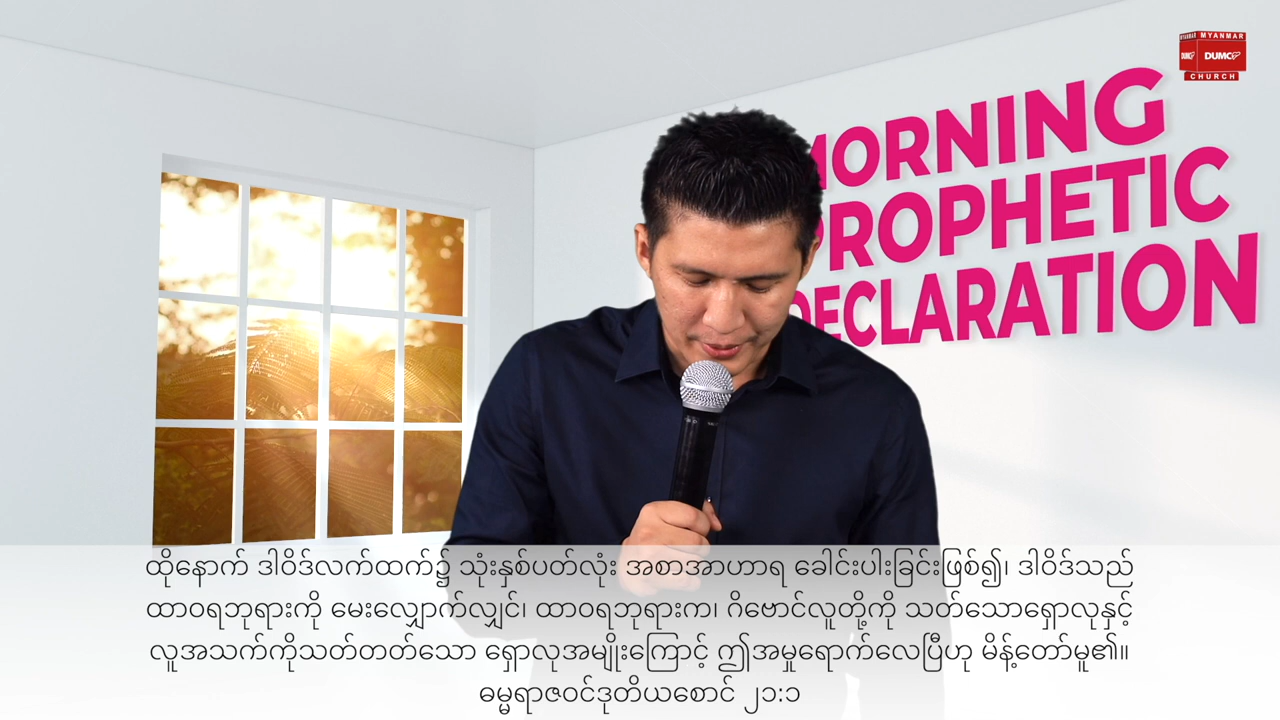 MYANMAR MYANMAR
DUMC DUMC
CHURCH
MORNING
PROPHETIC
DECLARATION
ထိုနောက် ဒါဝိဒ်လက်ထက်၌ သုံးနှစ်ပတ်လုံး အစာအာဟာရ ခေါင်းပါးခြင်းဖြစ်၍၊ ဒါဝိဒ်သည်
ထာဝရဘုရားကို မေးလျှောက်လျှင်၊ ထာဝရဘုရားက၊ ဂိဗောင်လူတို့ကို သတ်သောရှောလုနှင့်
လူအသက်ကိုသတ်တတ်သော ရှောလုအမျိုးကြောင့် ဤအမှုရောက်လေပြီဟု မိန့်တော်မူ၏။
ဓမ္မရာဇဝင်ဒုတိယစောင် ၂၁:၁